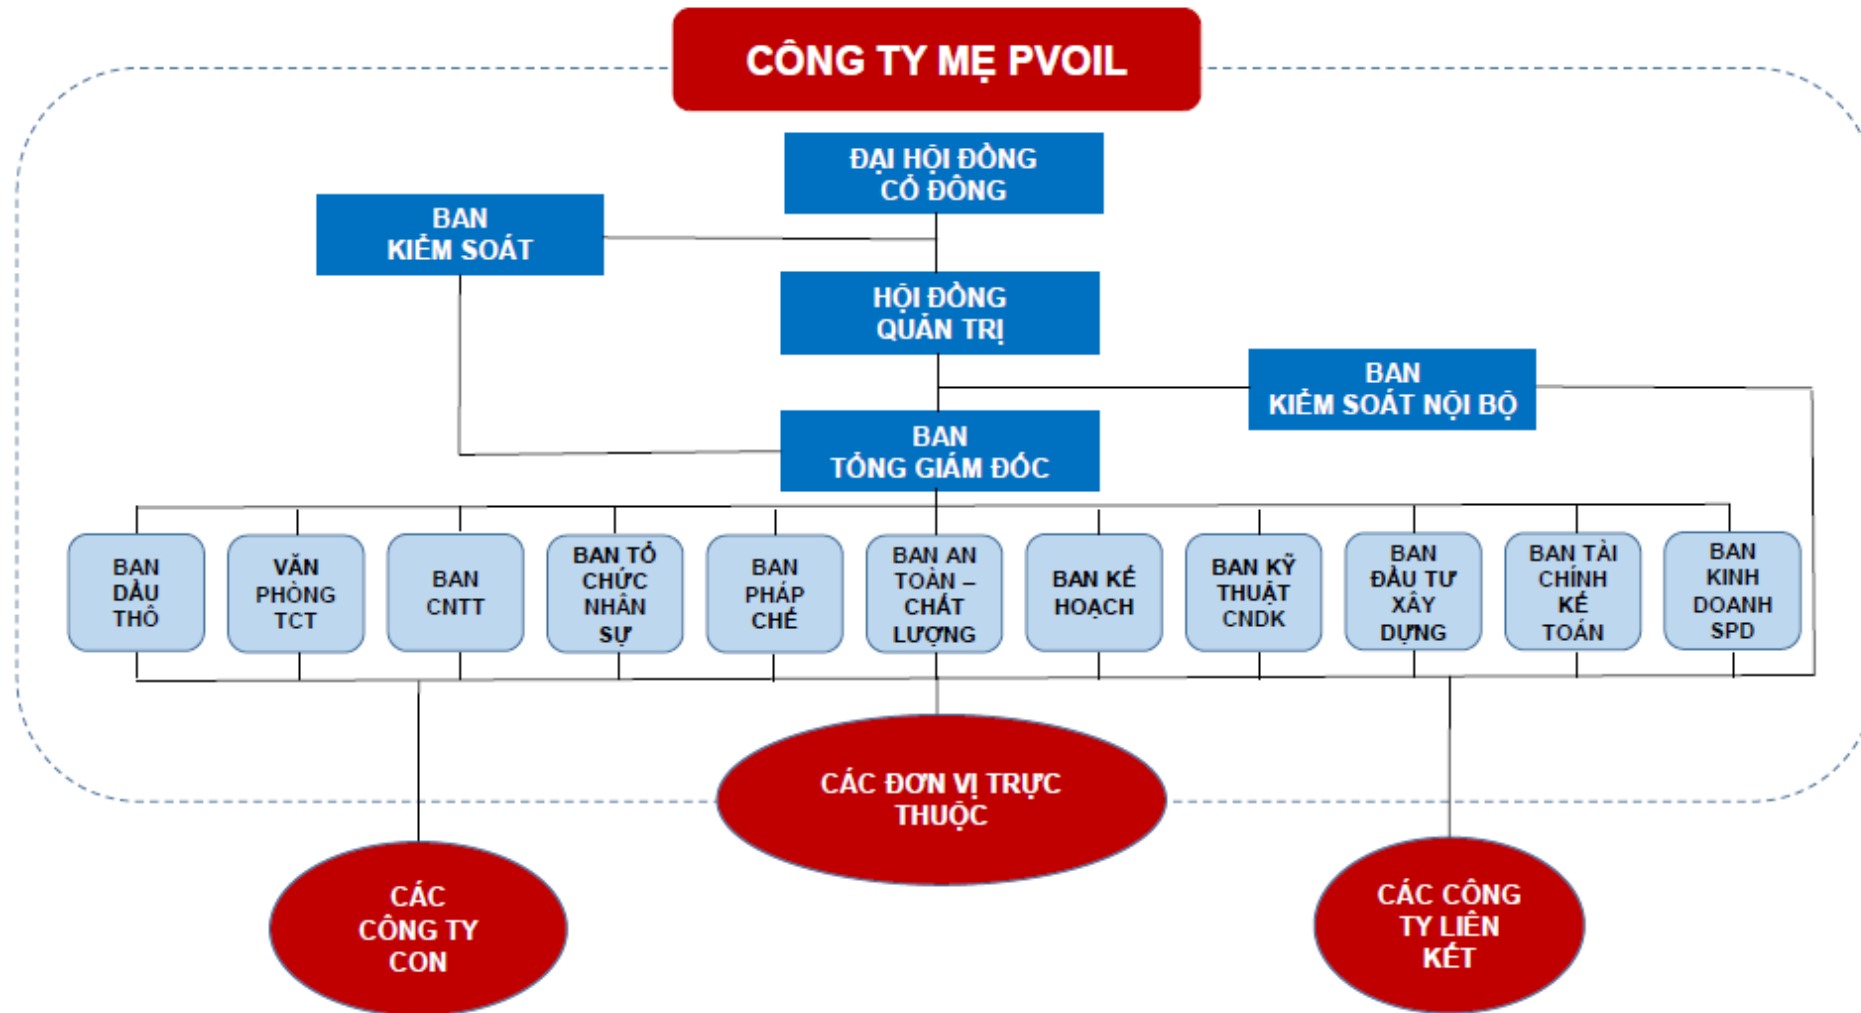 CÔNG TY MẸ PVOIL
ĐẠI HỘI ĐỒNG
CỔ ĐÔNG
BAN
KIỂM SOÁT
HỘI ĐỒNG
QUẢN TRỊ
BAN
KIỂM SOÁT NỘI BỘ
BAN
TỔNG GIÁM ĐỐC
BAN
DẦU
THÔ
VĂN
PHÒNG
TCT
BAN
CNTT
BAN TỔ
CHỨC
NHÂN
SỰ
BAN
PHÁP
CHẾ
BAN AN
TOÀN –
CHẤT
LƯỢNG
BAN KẾ
HOẠCH
BAN KỸ
THUẬT
CNDK
BAN
ĐẦU TƯ
XÂY
DỰNG
BAN TÀI
CHÍNH
KẾ
TOÁN
BAN
KINH
DOANH
SPD
CÁC ĐƠN VỊ TRỰC
THUỘC
CÁC
CÔNG TY
CON
CÁC CÔNG
TY LIÊN
KẾT